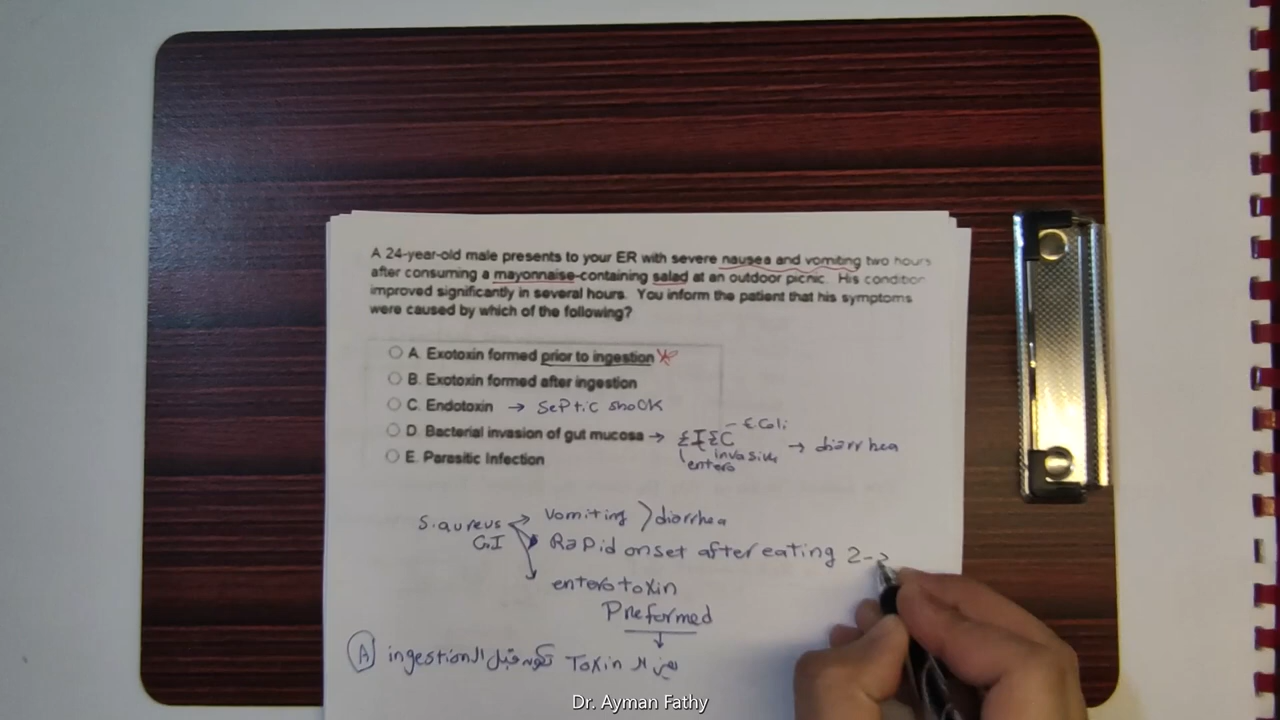 A 24-year-old male presents to your ER with severe nausea and vomiting two hours
after consuming a mayonnaise-containing salad at an outdoor picnic. His condition
improved significantly in several hours. You inform the patient that his symptoms
were caused by which of the following?
A. Exotoxin formed prior to ingestion
B. Exotoxin formed after ingestion
C. Endotoxin → septic shock
D. Bacterial invasion of gut mucosa → EIEC - E.Coli → diarrhea
invasive
entero
E. Parasitic Infection
S.aureus Vomiting > diarrhea
G.I Rapid onset after eating 2-
enterotoxin
Preformed
A ingestion تكون قبل ال Toxin ال
Dr. Ayman Fathy